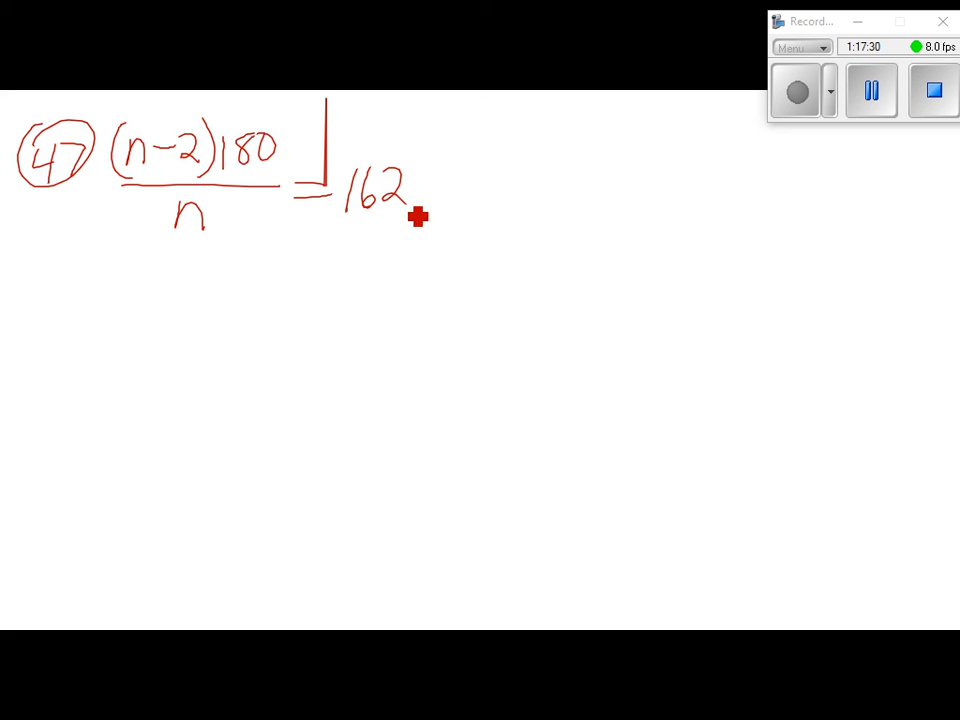 Record...
Menu
1:17:30
8.0 fps
47 (n-2)180
= 162
n